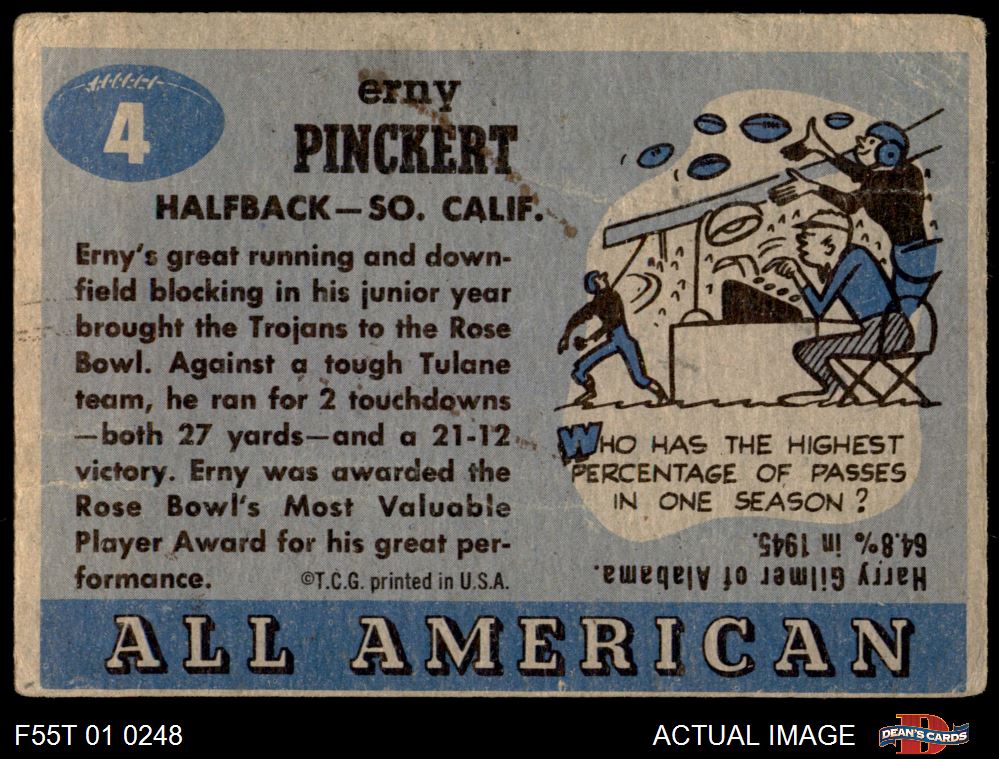 4
erny
PINCKERT
HALFBACK—SO. CALIF.
Erny's great running and down-
field blocking in his junior year
brought the Trojans to the Rose
Bowl. Against a tough Tulane
team, he ran for 2 touchdowns
—both 27 yards—and a 21-12
victory. Erny was awarded the
Rose Bowl's Most Valuable
Player Award for his great per-
formance.
©T.C.G. printed in U.S.A.
WHO HAS THE HIGHEST
PERCENTAGE OF PASSES
IN ONE SEASON?
Harry Gilmer of Alabama.
64.8% in 1945.
ALL AMERICAN
F55T 01 0248
ACTUAL IMAGE
D
DEAN'S CARDS